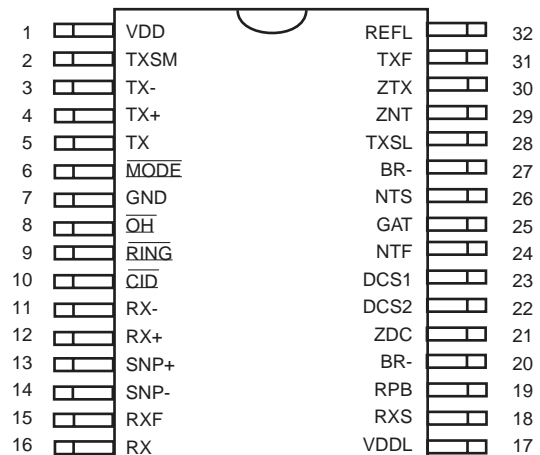 1 VDD REFL 32
2 TXSM TXF 31
3 TX- ZTX 30
4 TX+ ZNT 29
5 TX TXSL 28
6 MODE BR- 27
7 GND NTS 26
8 OH GAT 25
9 RING NTF 24
10 CID DCS1 23
11 RX- DCS2 22
12 RX+ ZDC 21
13 SNP+ BR- 20
14 SNP- RPB 19
15 RXF RXS 18
16 RX VDDL 17